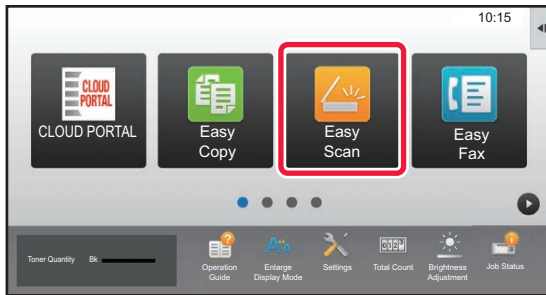 10:15
CLOUD
PORTAL
CLOUD PORTAL
Easy
Copy
Easy
Scan
Easy
Fax
Toner Quantity Bk
Operation
Guide
Enlarge
Display Mode
Settings
Total Count
Brightness
Adjustment
Job Status